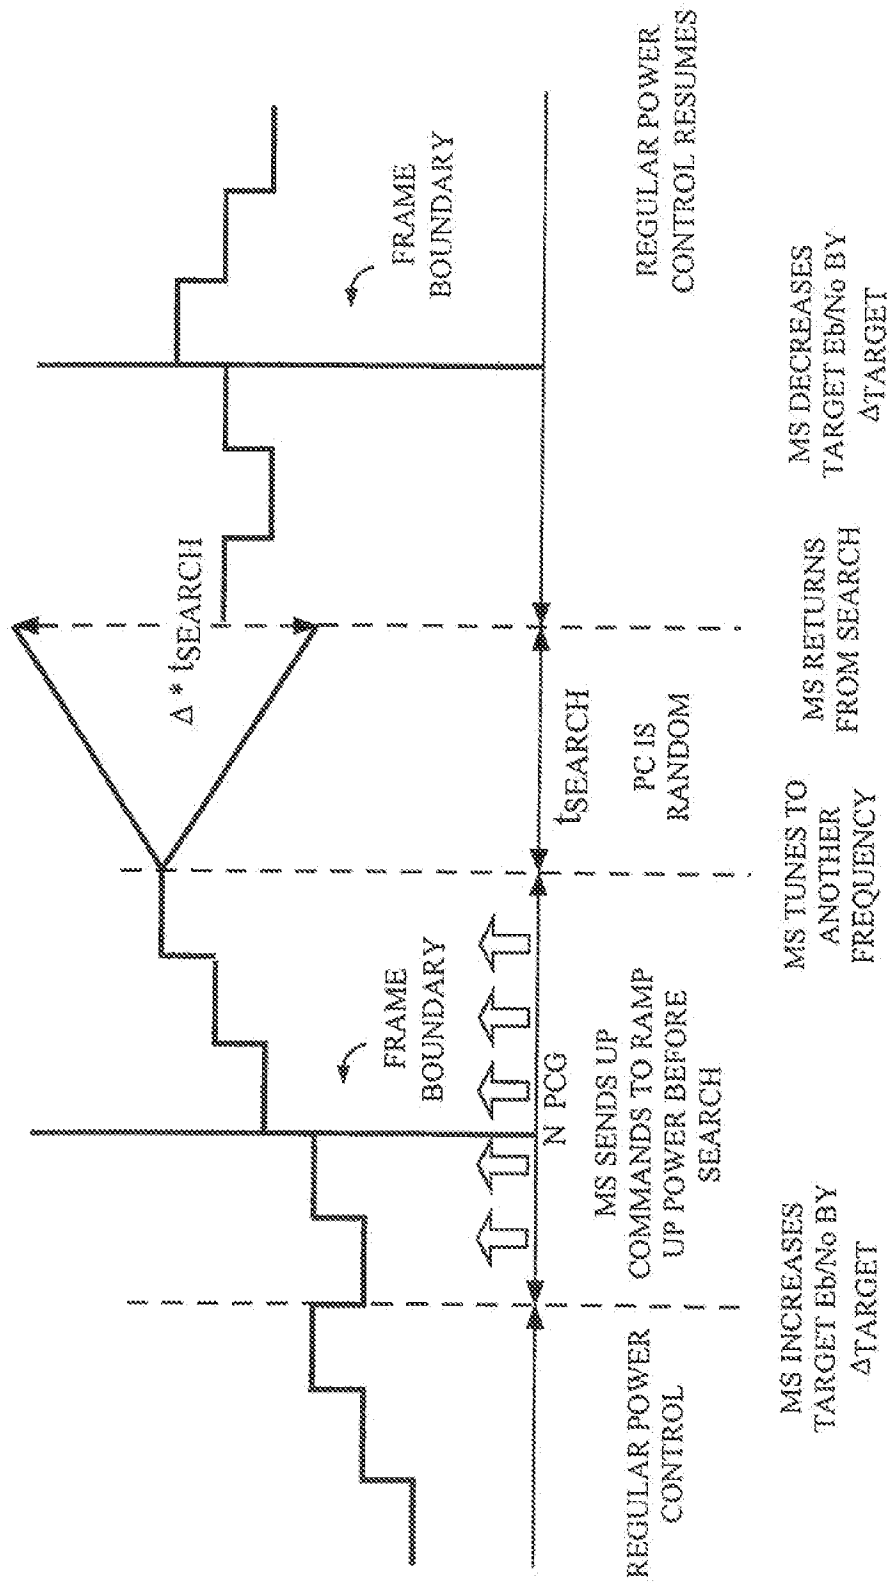 Δ * tSEARCH
FRAME
BOUNDARY
FRAME
BOUNDARY
N PCG
tSEARCH
REGULAR POWER
CONTROL
MS SENDS UP
COMMANDS TO RAMP
UP POWER BEFORE
SEARCH
PC IS
RANDOM
REGULAR POWER
CONTROL RESUMES
MS INCREASES
TARGET Eb/No BY
ΔTARGET
MS TUNES TO
ANOTHER
FREQUENCY
MS RETURNS
FROM SEARCH
MS DECREASES
TARGET Eb/No BY
ΔTARGET